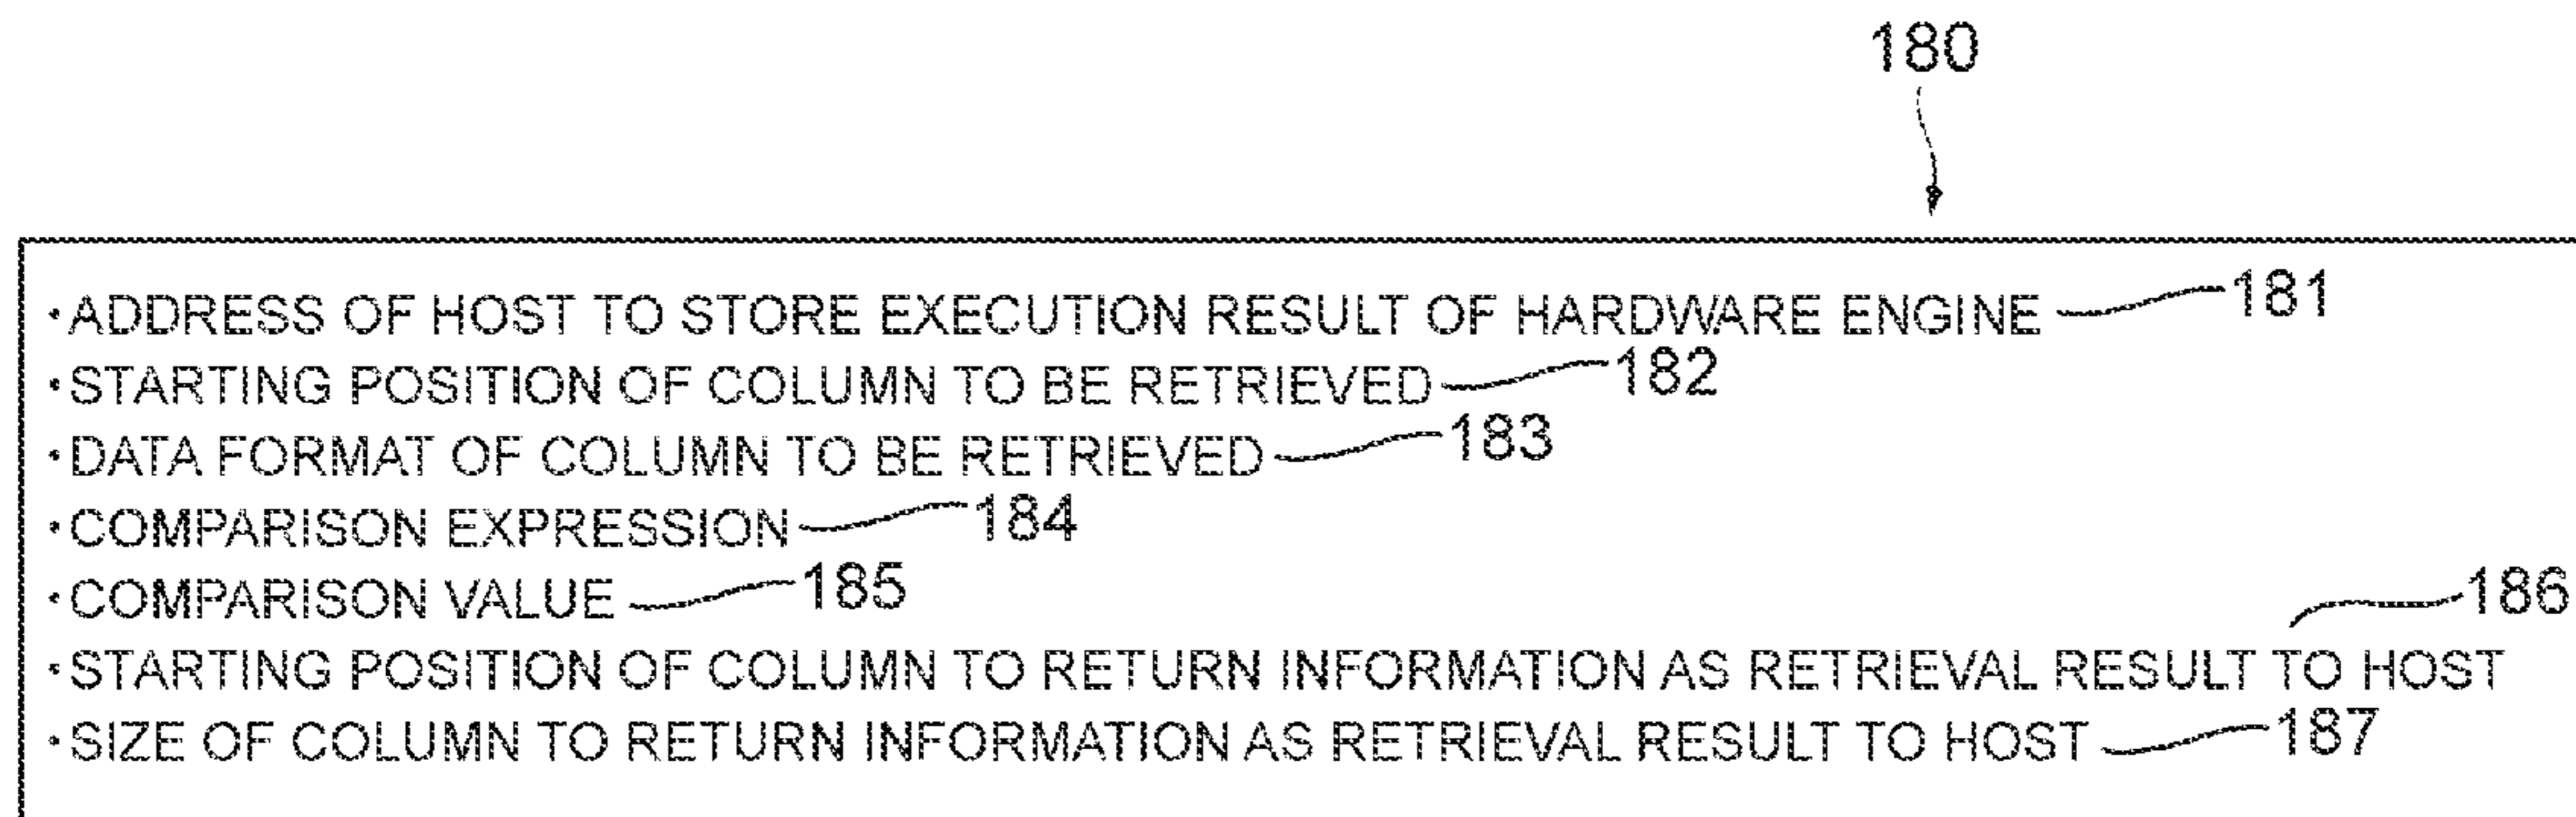 180
·ADDRESS OF HOST TO STORE EXECUTION RESULT OF HARDWARE ENGINE 181
·STARTING POSITION OF COLUMN TO BE RETRIEVED 182
·DATA FORMAT OF COLUMN TO BE RETRIEVED 183
·COMPARISON EXPRESSION 184
·COMPARISON VALUE 185
186
·STARTING POSITION OF COLUMN TO RETURN INFORMATION AS RETRIEVAL RESULT TO HOST
·SIZE OF COLUMN TO RETURN INFORMATION AS RETRIEVAL RESULT TO HOST 187